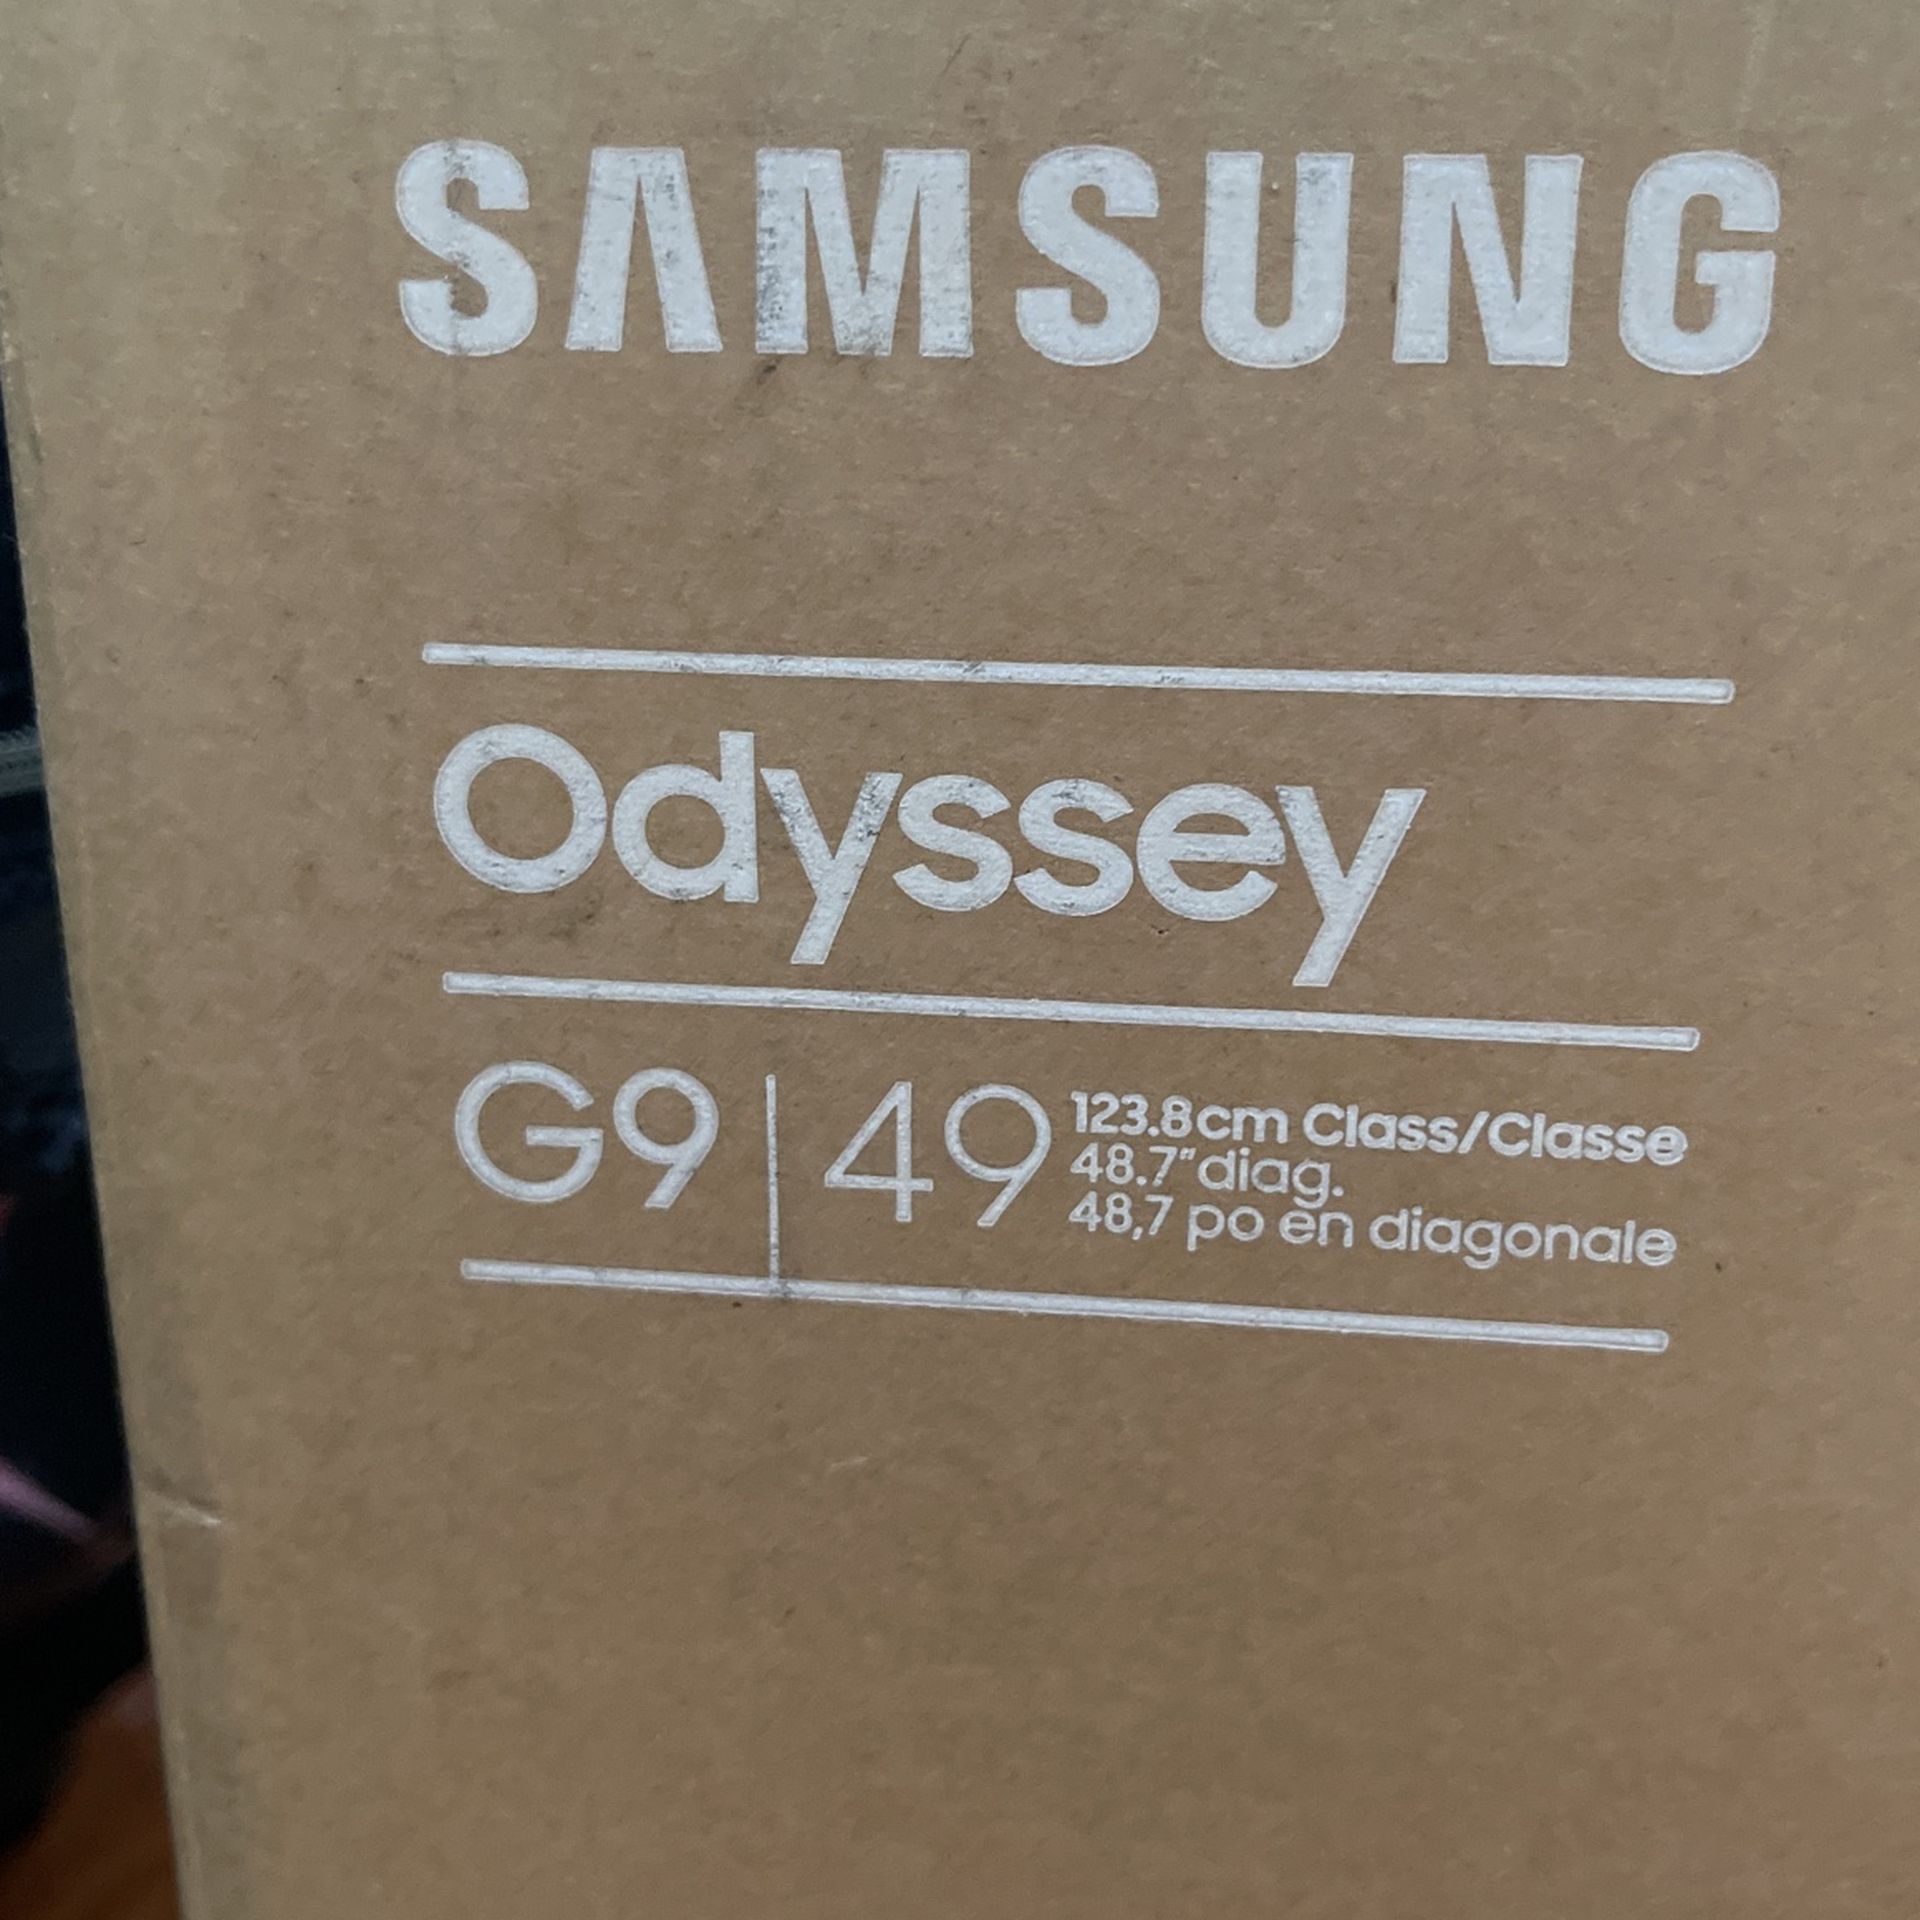 SAMSUNG
Odyssey
G9 | 49
123.8cm Class/Classe
48.7" diag.
48,7 po en diagonale